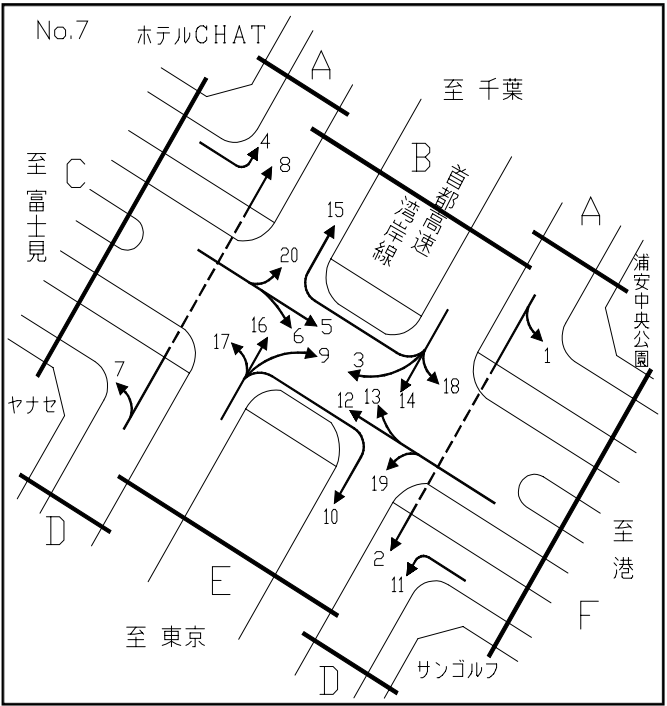 No.7
ホテルCHAT
A
至 千葉
4
8
B
至 富士見
C
首都高速
湾岸線
15
A
浦安中央公園
20
5
6
16
17
9
3
1
7
18
14
12
13
ヤナセ
19
10
D
2
11
至 港
E
F
至 東京
サンゴルフ
D